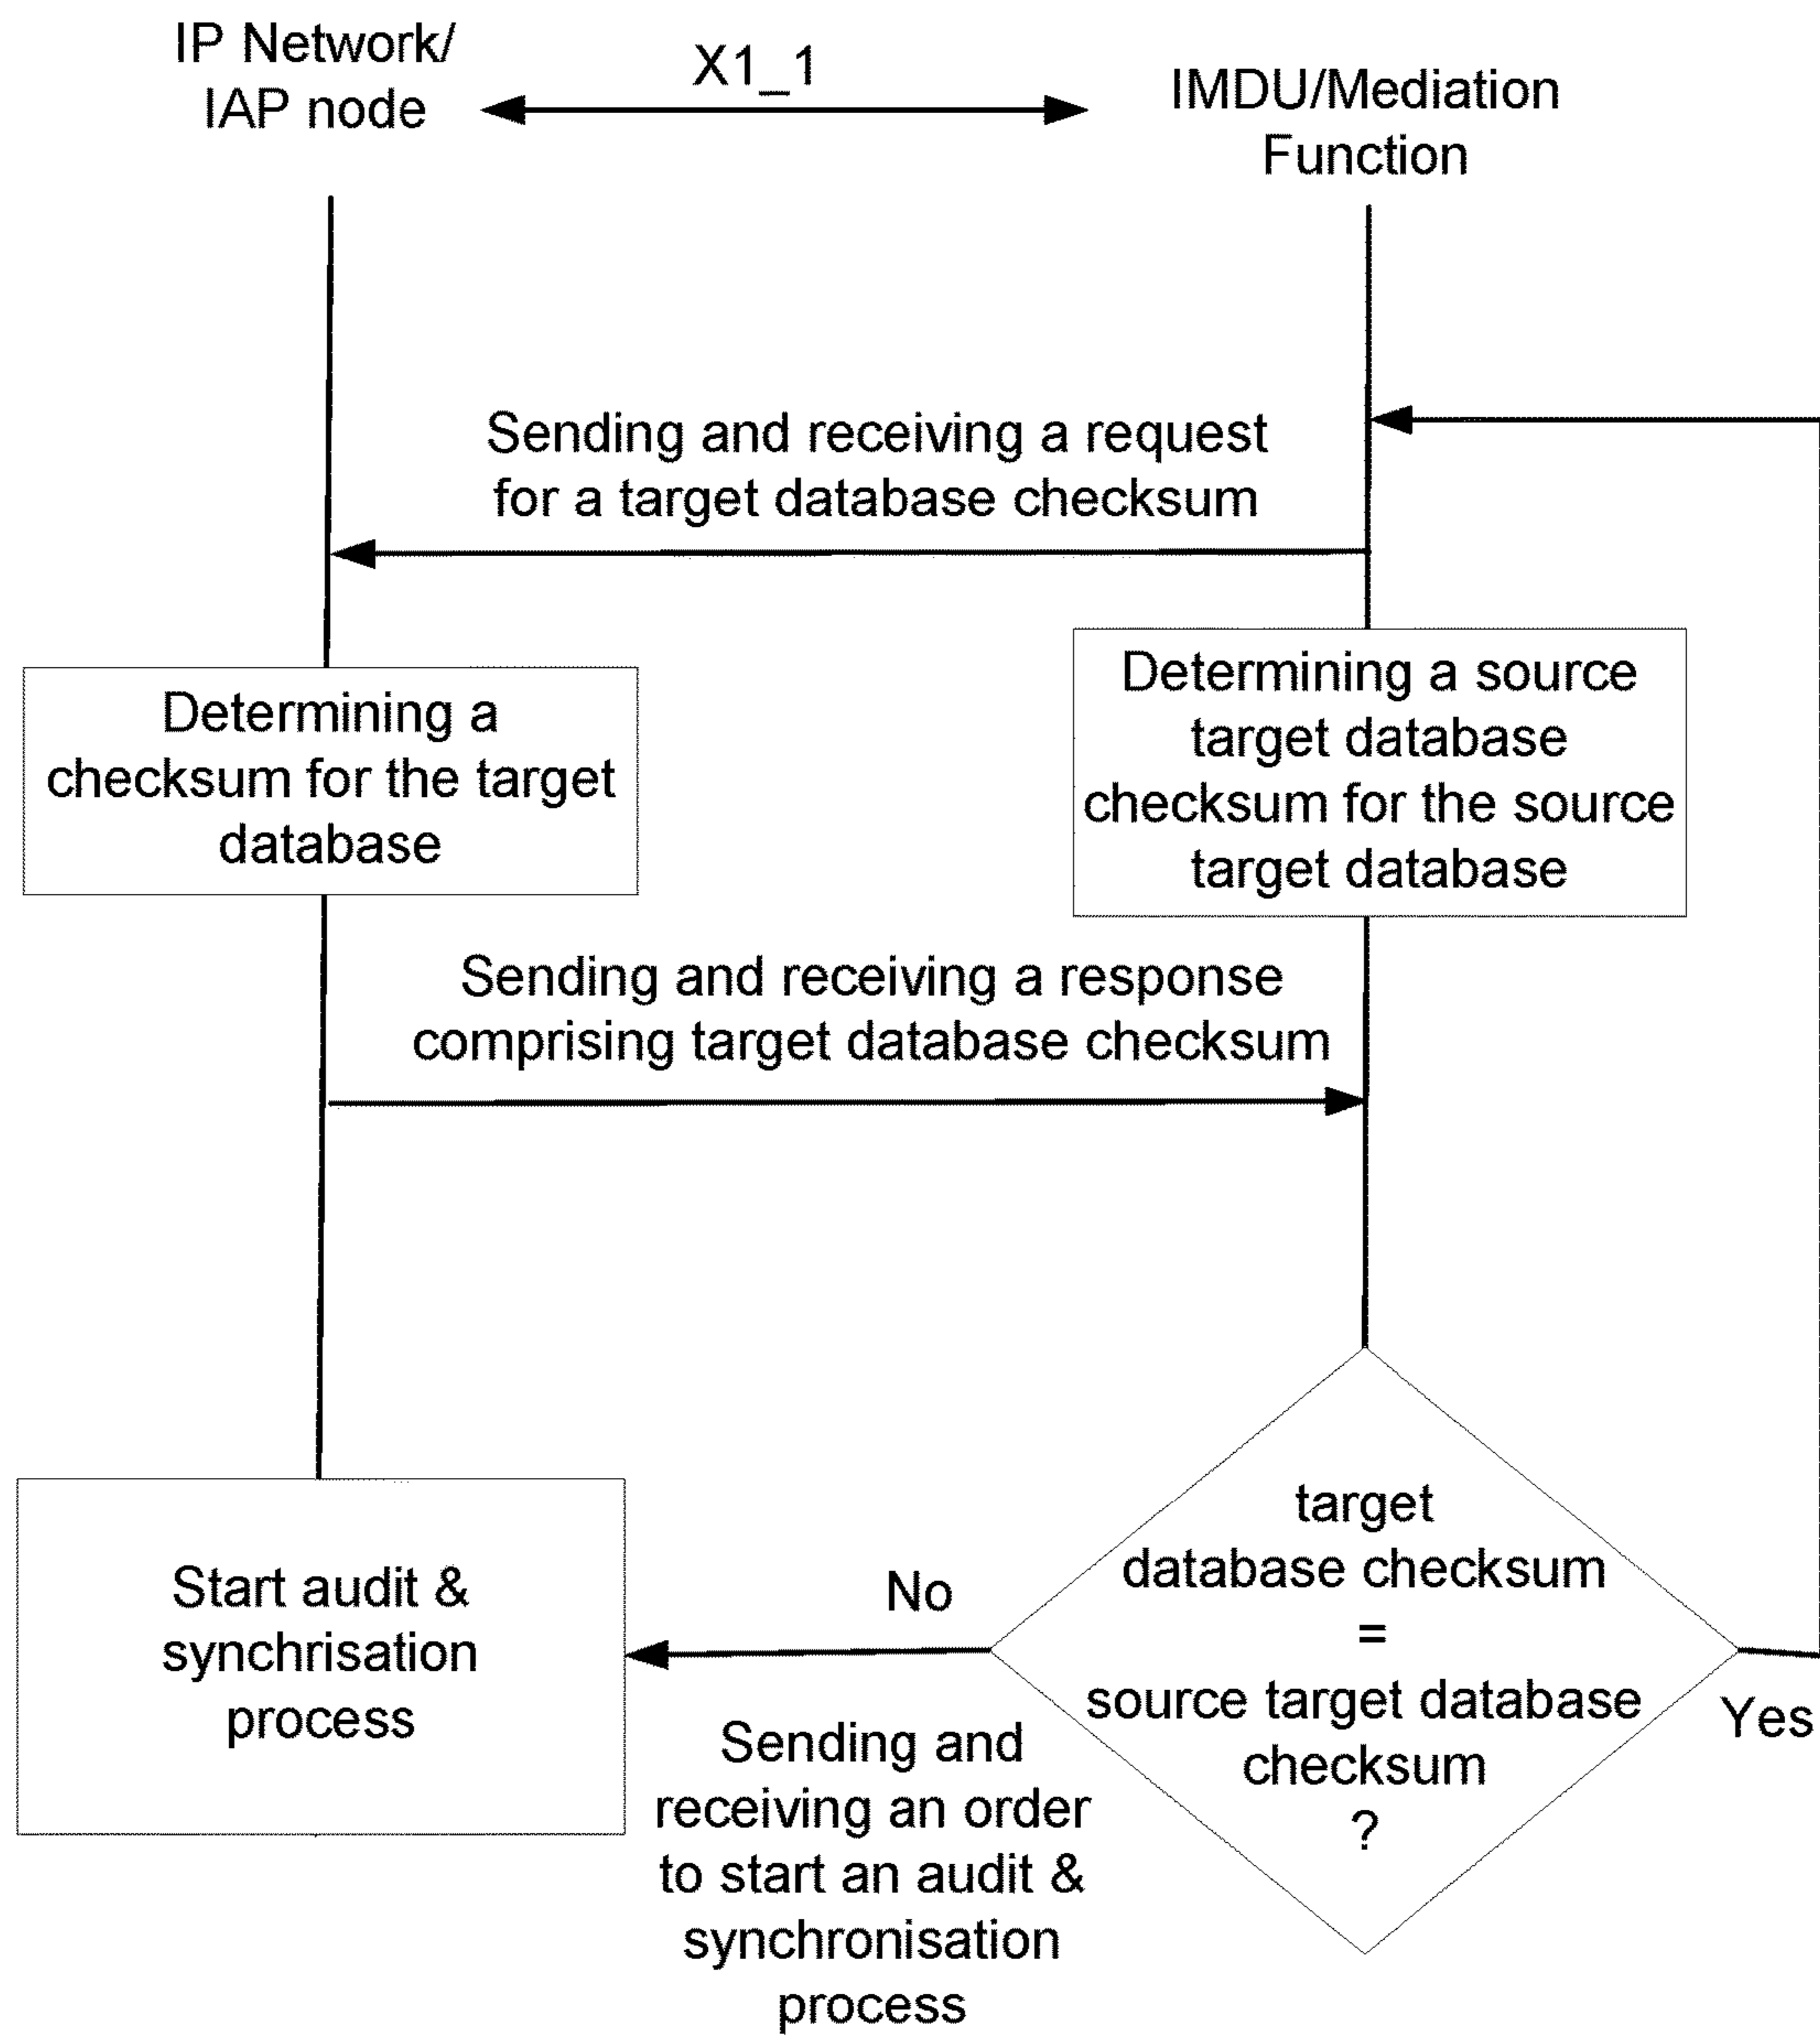 IP Network/
IAP node
X1_1
IMDU/Mediation
Function
Sending and receiving a request
for a target database checksum
Determining a
checksum for the target
database
Determining a source
target database
checksum for the source
target database
Sending and receiving a response
comprising target database checksum
target
database checksum
=
source target database
checksum
?
Yes
No
Start audit &
synchrisation
process
Sending and
receiving an order
to start an audit &
synchronisation
process